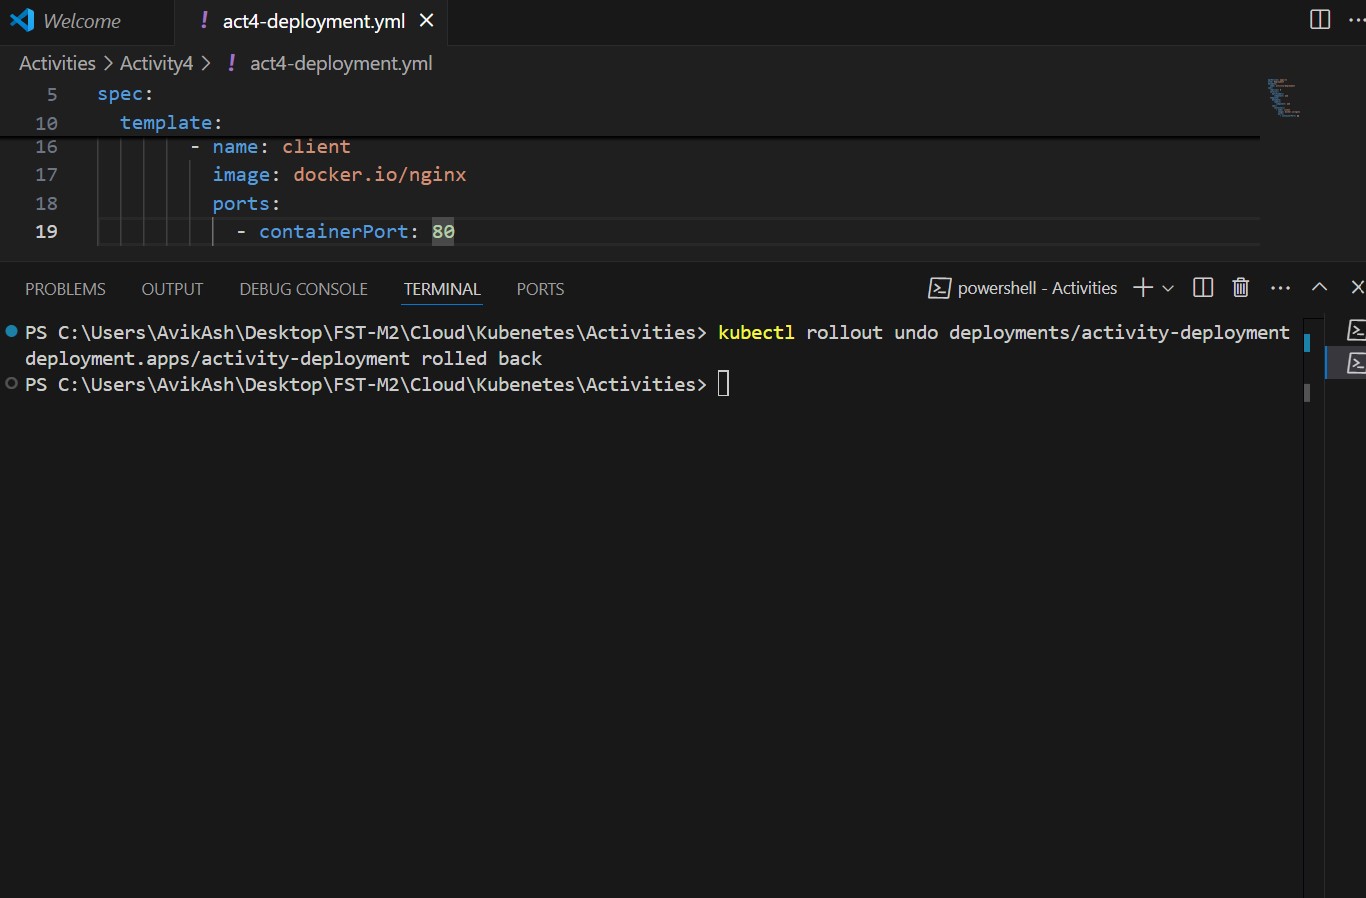 Welcome
! act4-deployment.yml
Activities > Activity4 > ! act4-deployment.yml
5 spec:
10 template:
16 - name: client
17 image: docker.io/nginx
18 ports:
19 - containerPort: 80
PROBLEMS OUTPUT DEBUG CONSOLE TERMINAL PORTS powershell - Activities
PS C:\Users\AvikAsh\Desktop\FST-M2\Cloud\Kubenetes\Activities> kubectl rollout undo deployments/activity-deployment
deployment.apps/activity-deployment rolled back
PS C:\Users\AvikAsh\Desktop\FST-M2\Cloud\Kubenetes\Activities>